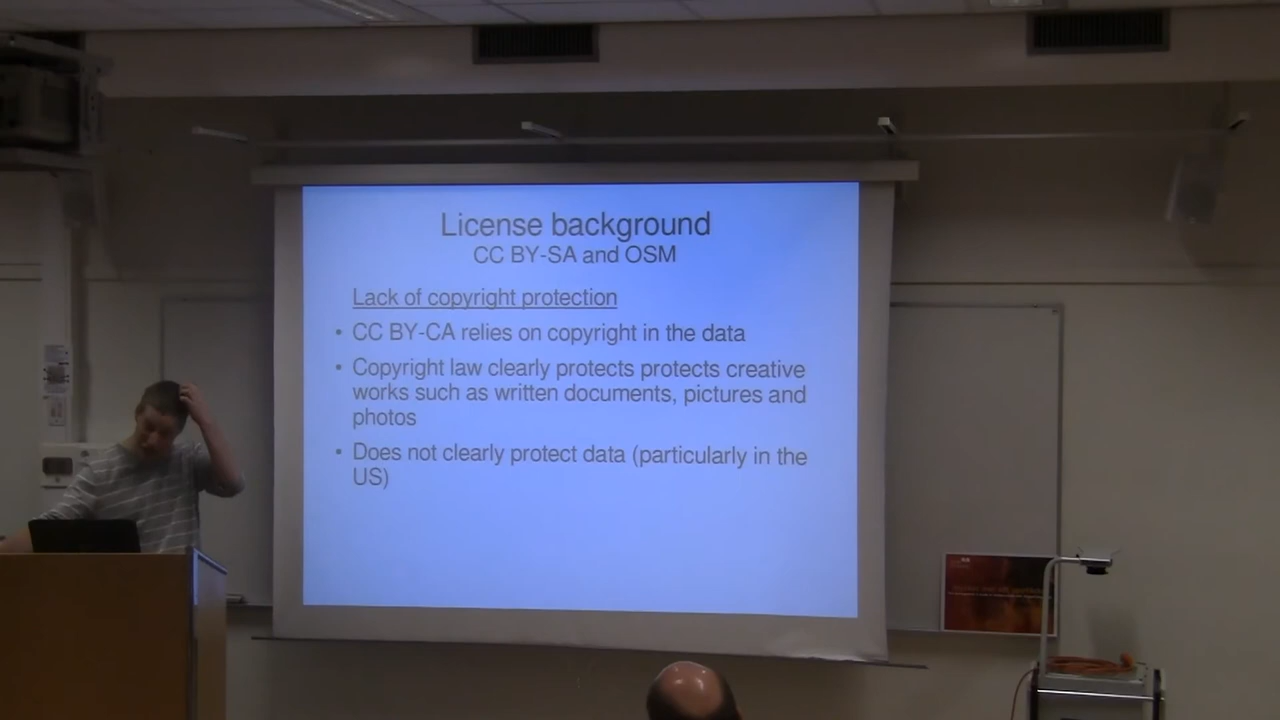 License background
CC BY-SA and OSM
Lack of copyright protection
• CC BY-CA relies on copyright in the data
• Copyright law clearly protects protects creative
works such as written documents, pictures and
photos
• Does not clearly protect data (particularly in the
US)